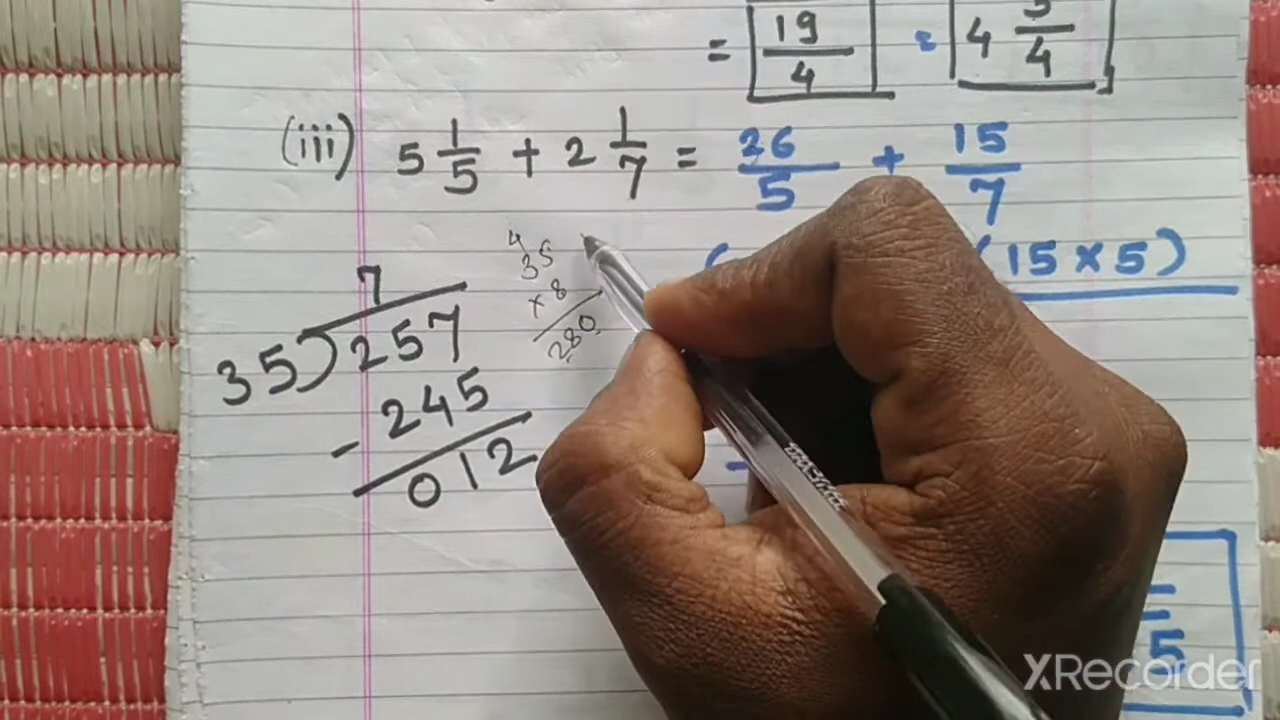 = 19/4 = 4 3/4
(iii) 5 1/5 + 2 1/7 = 26/5 + 15/7
( (15 × 5)
4
35
× 8
280
7
35)257
- 245
012
5
XRecorder